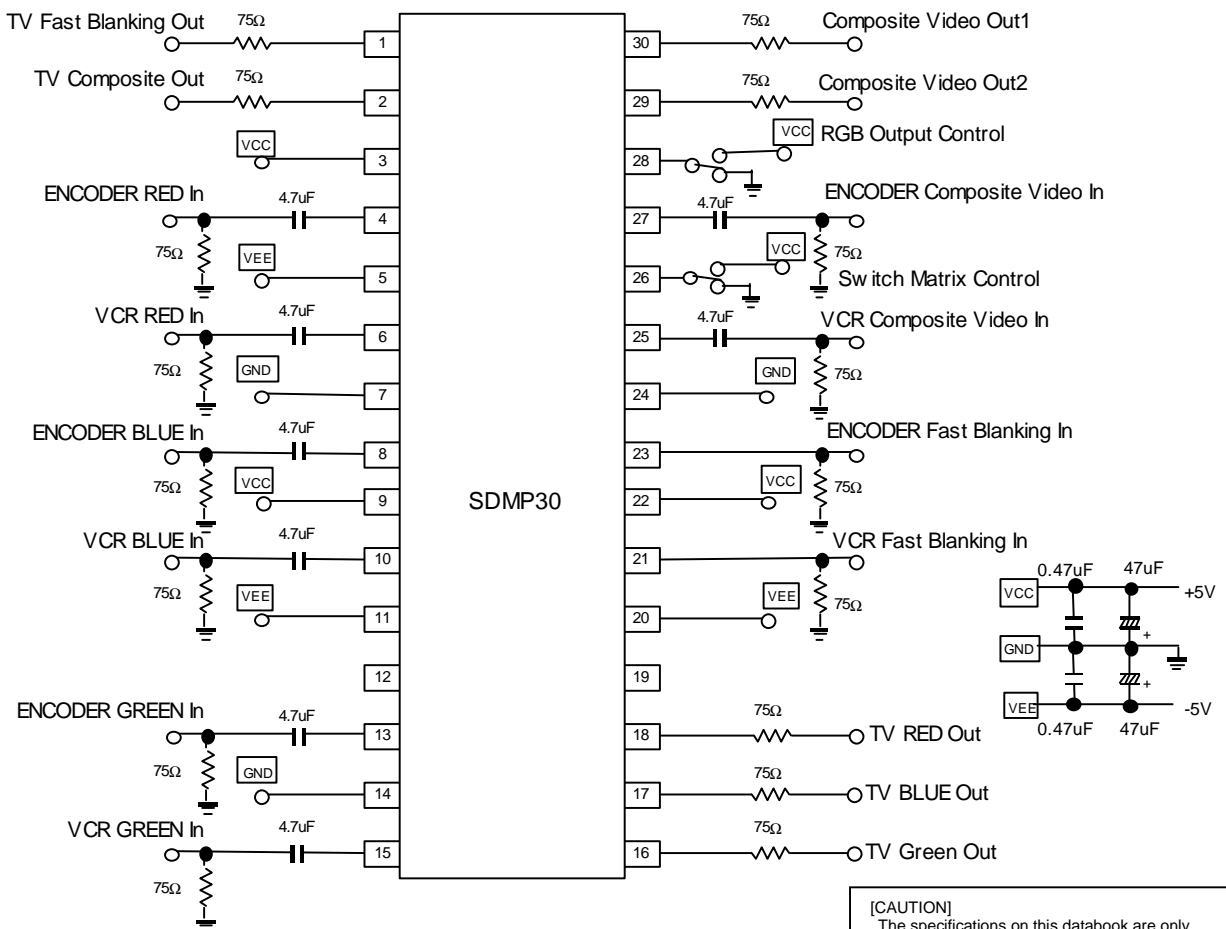 TV Fast Blanking Out
75Ω
1
TV Composite Out
75Ω
2
VCC
3
ENCODER RED In
4.7uF
4
75Ω
VEE
5
VCR RED In
4.7uF
6
75Ω
GND
7
ENCODER BLUE In
4.7uF
8
75Ω
VCC
9
VCR BLUE In
4.7uF
10
75Ω
VEE
11
12
ENCODER GREEN In
4.7uF
13
75Ω
GND
14
VCR GREEN In
4.7uF
15
75Ω
SDMP30
75Ω
Composite Video Out1
30
75Ω
Composite Video Out2
29
VCC
RGB Output Control
28
ENCODER Composite Video In
4.7uF
27
75Ω
VCC
26
Switch Matrix Control
4.7uF
VCR Composite Video In
25
75Ω
GND
24
ENCODER Fast Blanking In
23
75Ω
VCC
22
VCR Fast Blanking In
21
75Ω
VEE
20
19
75Ω
18
TV RED Out
75Ω
17
TV BLUE Out
75Ω
16
TV Green Out
0.47uF 47uF
VCC
+5V
+
GND
+
VEE
-5V
0.47uF 47uF
[CAUTION]
The specifications on this databook are only